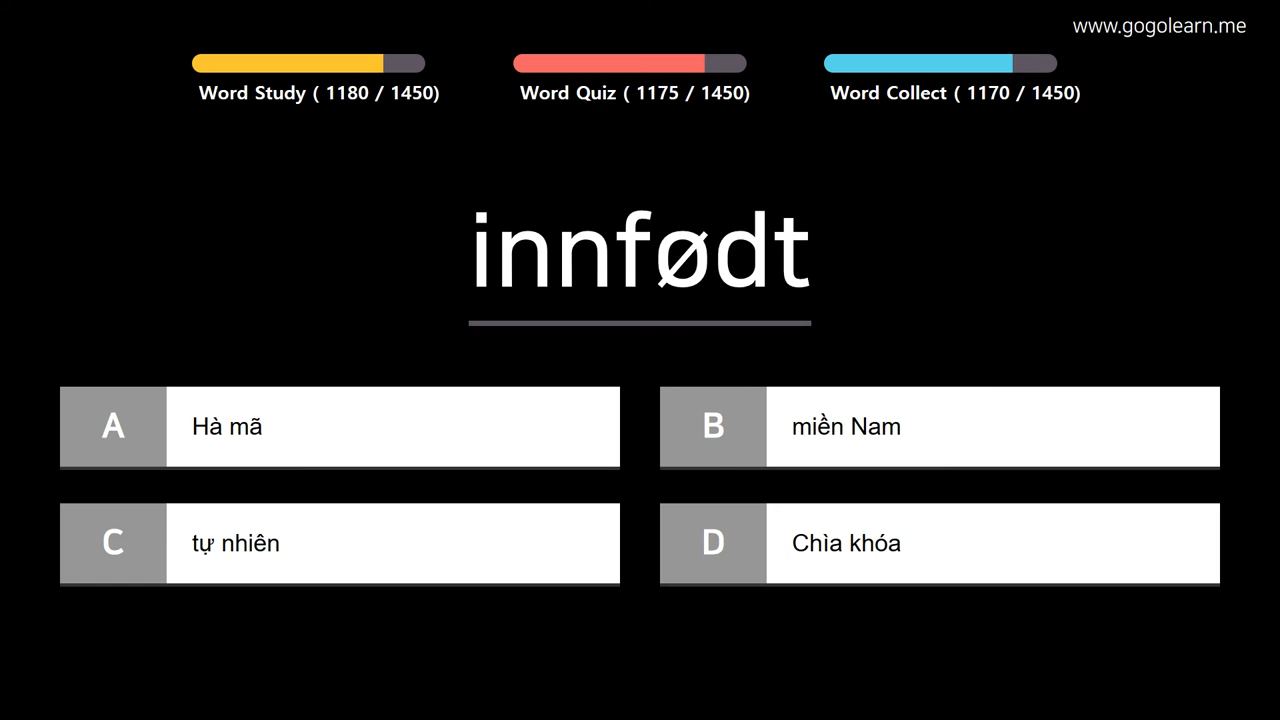 www.gogolearn.me
Word Study ( 1180 / 1450)
Word Quiz ( 1175 / 1450)
Word Collect ( 1170 / 1450)
innfødt
A Hà mã
B miền Nam
C tự nhiên
D Chìa khóa